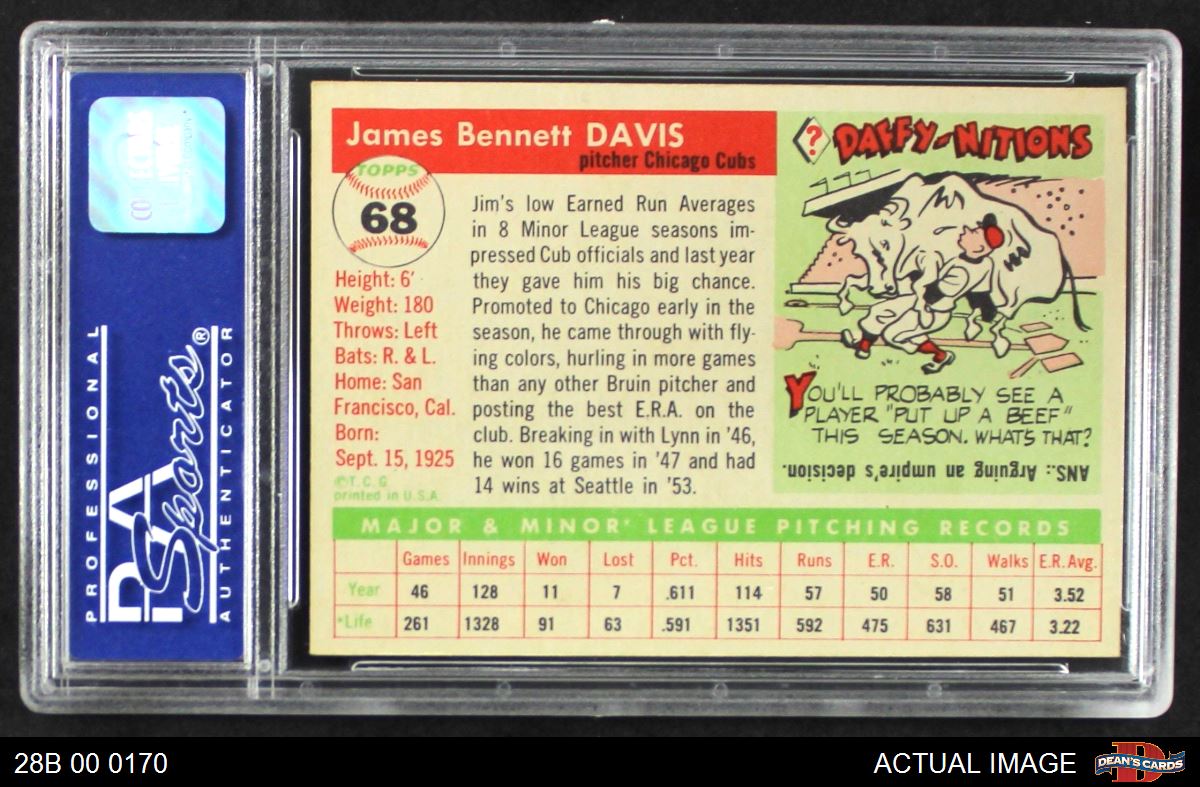 James Bennett DAVIS
pitcher Chicago Cubs
TOPPS
68
Height: 6'
Weight: 180
Throws: Left
Bats: R. & L.
Home: San
Francisco, Cal.
Born:
Sept. 15, 1925
©T. C. G.
printed in U.S.A.
Jim's low Earned Run Averages
in 8 Minor League seasons im-
pressed Cub officials and last year
they gave him his big chance.
Promoted to Chicago early in the
season, he came through with fly-
ing colors, hurling in more games
than any other Bruin pitcher and
posting the best E.R.A. on the
club. Breaking in with Lynn in '46,
he won 16 games in '47 and had
14 wins at Seattle in '53.
? DAFFY-NITIONS
YOU'LL PROBABLY SEE A
PLAYER "PUT UP A BEEF"
THIS SEASON. WHAT'S THAT?
ANS.: Arguing an umpire's decision.
MAJOR & MINOR* LEAGUE PITCHING RECORDS
Games Innings Won Lost Pct. Hits Runs E.R. S.O. Walks E.R. Avg.
Year 46 128 11 7 .611 114 57 50 58 51 3.52
*Life 261 1328 91 63 .591 1351 592 475 631 467 3.22
PROFESSIONAL
PSA
Sports®
AUTHENTICATOR
28B 00 0170
ACTUAL IMAGE
D
DEAN'S CARDS